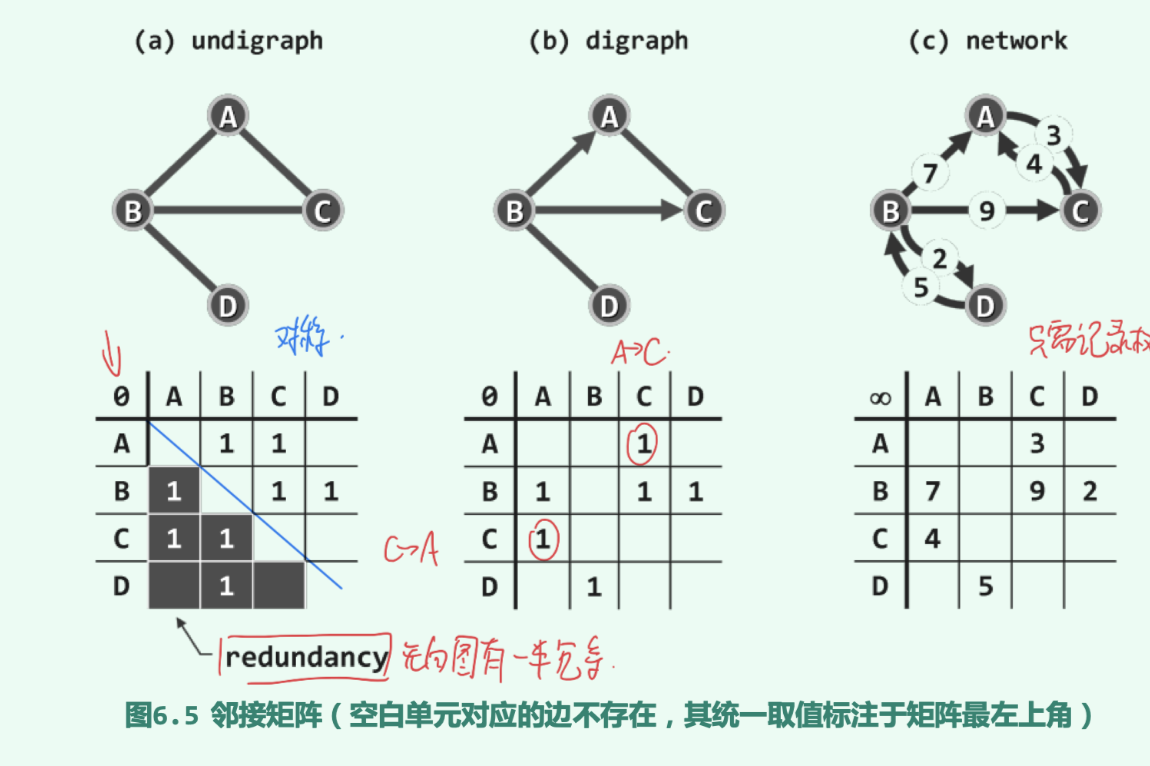 (a) undigraph (b) digraph (c) network
A A A
3
4
7
B C B C B 9 C
2
5
D D D
对称.
A→C.
只需记录权
0 A B C D
A 1 1
B 1 1 1
C 1 1
D 1
0 A B C D
A 1
B 1 1 1
C 1
D 1
C→A
∞ A B C D
A 3
B 7 9 2
C 4
D 5
redundancy 无向图有一半冗余.
图6.5 邻接矩阵（空白单元对应的边不存在，其统一取值标注于矩阵最左上角）